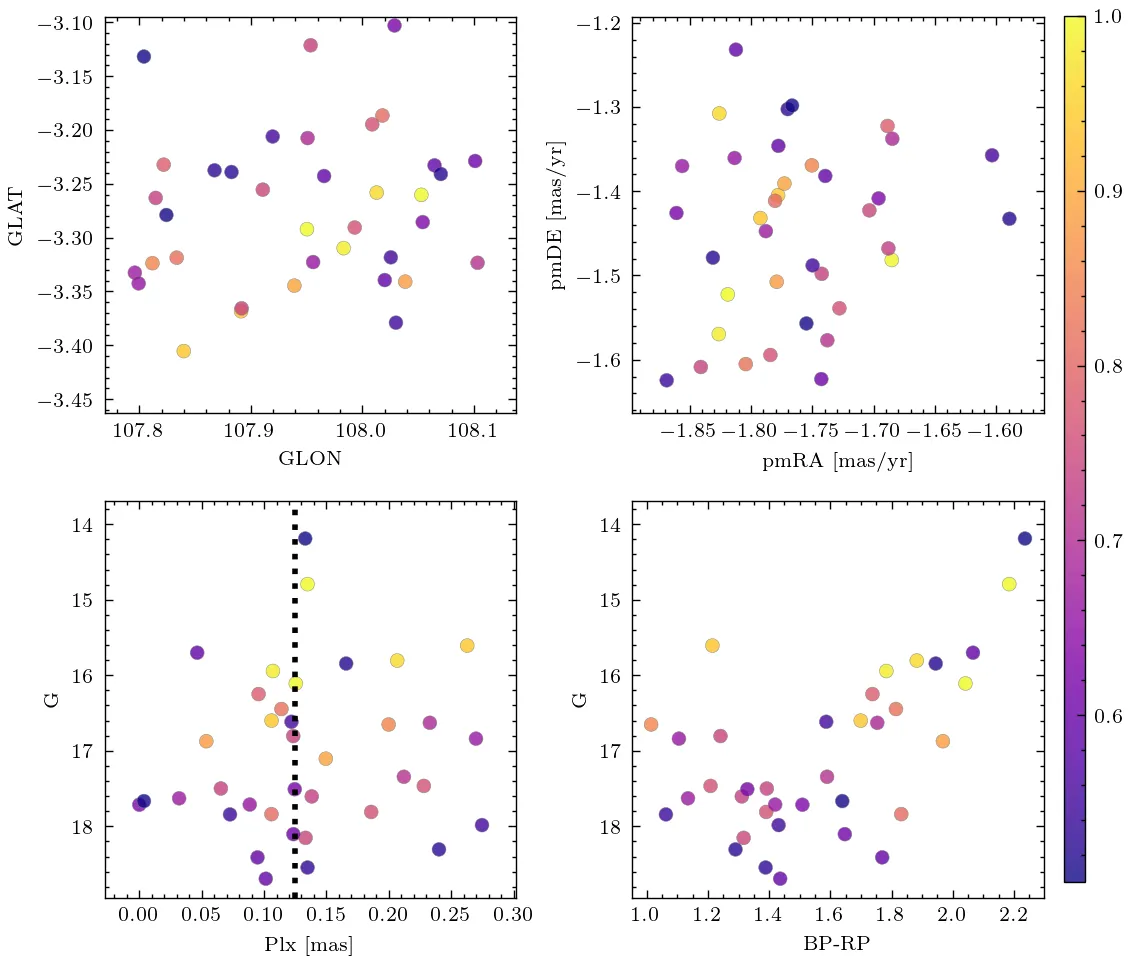 −3.10
−3.15
−3.20
−3.25
−3.30
−3.35
−3.40
−3.45
GLAT
107.8 107.9 108.0 108.1
GLON
−1.2
−1.3
−1.4
−1.5
−1.6
pmDE [mas/yr]
−1.85 −1.80 −1.75 −1.70 −1.65 −1.60
pmRA [mas/yr]
14
15
16
17
18
G
0.00 0.05 0.10 0.15 0.20 0.25 0.30
Plx [mas]
14
15
16
17
18
G
1.0 1.2 1.4 1.6 1.8 2.0 2.2
BP-RP
1.0
0.9
0.8
0.7
0.6